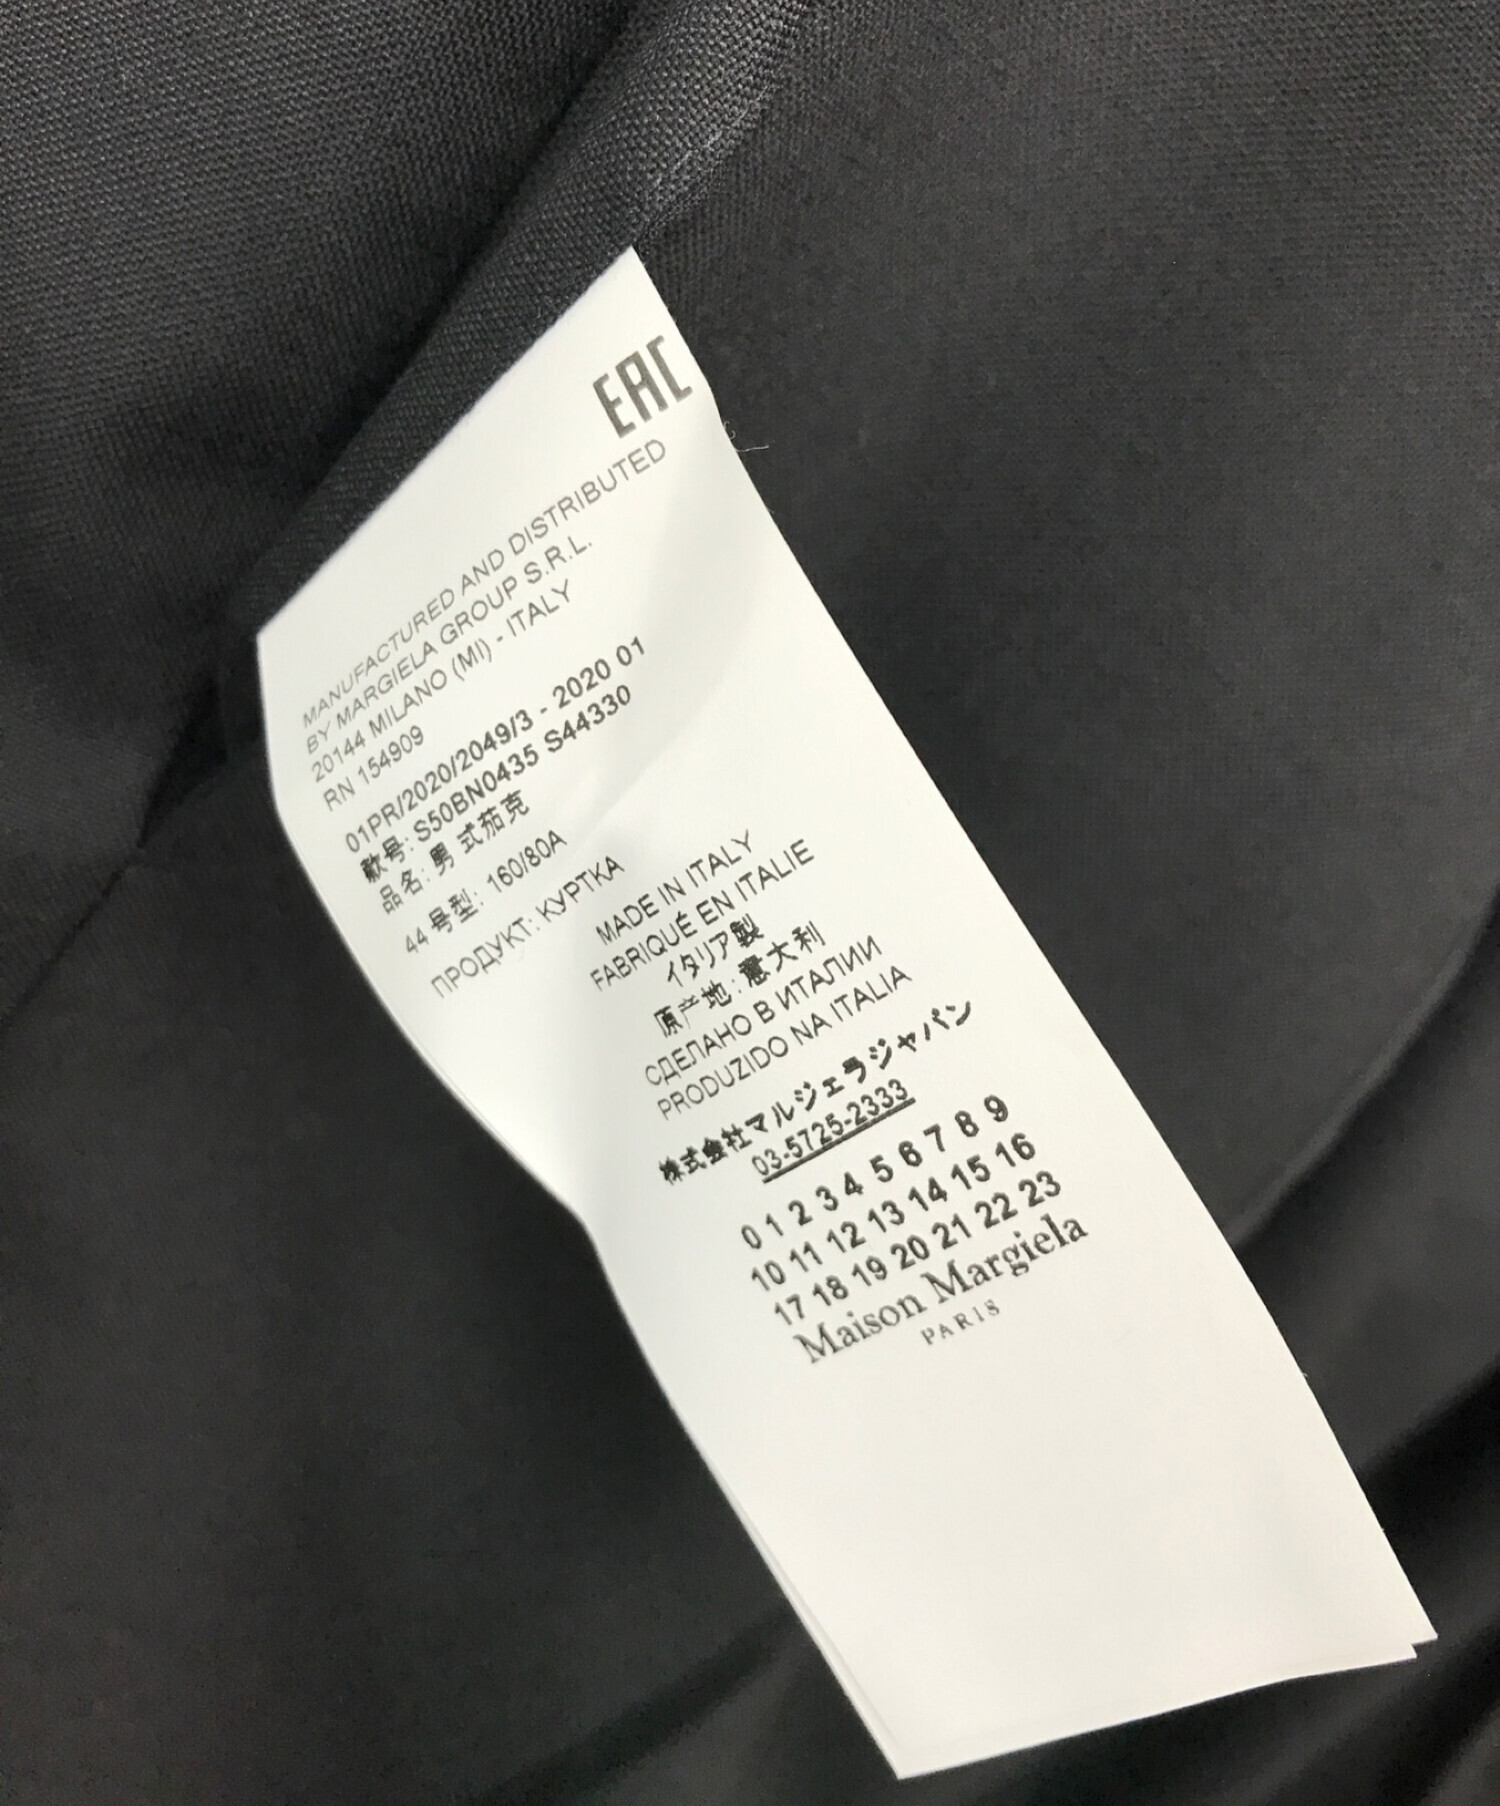 EAC
MANUFACTURED AND DISTRIBUTED
BY MARGIELA GROUP S.R.L.
20144 MILANO (MI) - ITALY
RN 154909
01PR/2020/2049/3 - 2020 01
款号: S50BN0435 S44330
品名: 男 式茄克
44 号型: 160/80A
ПРОДУКТ: КУРТКА
MADE IN ITALY
FABRIQUÉ EN ITALIE
イタリア製
原产地: 意大利
СДЕЛАНО В ИТАЛИИ
PRODUZIDO NA ITALIA
株式会社マルジェラジャパン
03-5725-2333
0 1 2 3 4 5 6 7 8 9
10 11 12 13 14 15 16
17 18 19 20 21 22 23
Maison Margiela
PARIS